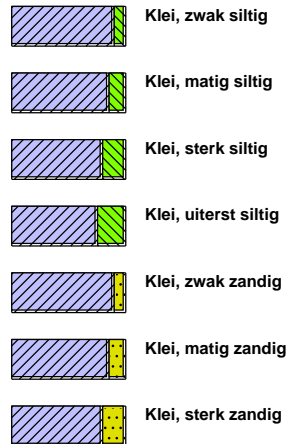 Klei, zwak siltig
Klei, matig siltig
Klei, sterk siltig
Klei, uiterst siltig
Klei, zwak zandig
Klei, matig zandig
Klei, sterk zandig